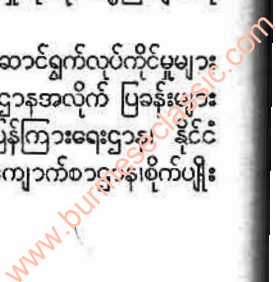 ဆောင်ရွက်လုပ်ကိုင်မှုများ
ဌာနအလိုက် ပြခန်းများ
ပြန်ကြားရေးဌာန၊ နိုင်ငံ
ကျောက်စာဌာန၊စိုက်ပျိုး
www.burmeseclassic.com